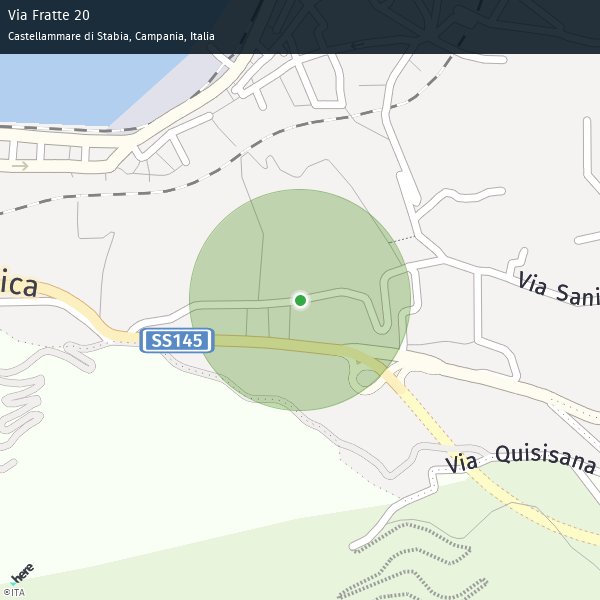 Via Fratte 20
Castellammare di Stabia, Campania, Italia
ica
Via Sani
SS145
Via Quisisana
here
©ITA